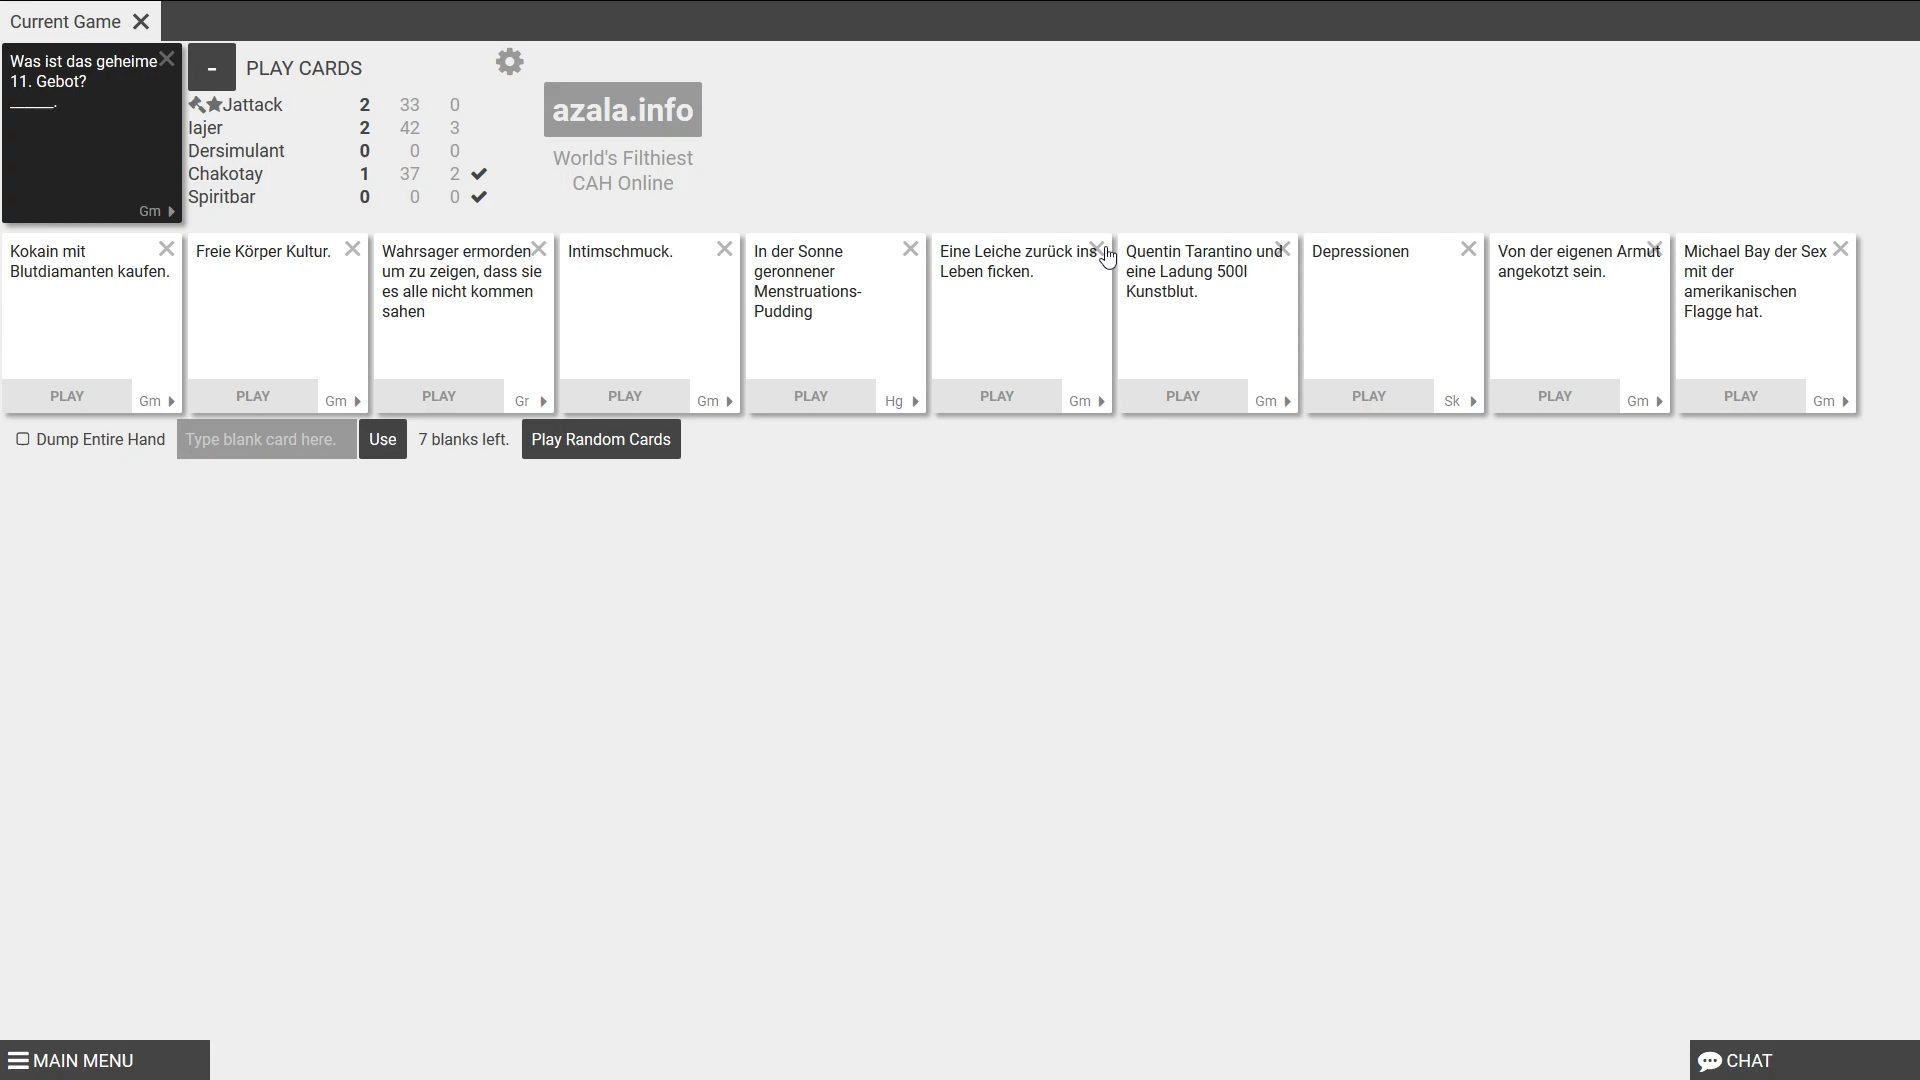 Current Game
Was ist das geheime
11. Gebot?
_____.
Gm
-
PLAY CARDS
Jattack 2 33 0
lajer 2 42 3
Dersimulant 0 0 0
Chakotay 1 37 2
Spiritbar 0 0 0
azala.info
World's Filthiest
CAH Online
Kokain mit
Blutdiamanten kaufen.
PLAY
Gm
Freie Körper Kultur.
PLAY
Gm
Wahrsager ermorden
um zu zeigen, dass sie
es alle nicht kommen
sahen
PLAY
Gr
Intimschmuck.
PLAY
Gm
In der Sonne
geronnener
Menstruations-
Pudding
PLAY
Hg
Eine Leiche zurück ins
Leben ficken.
PLAY
Gm
Quentin Tarantino und
eine Ladung 500l
Kunstblut.
PLAY
Gm
Depressionen
PLAY
Sk
Von der eigenen Armut
angekotzt sein.
PLAY
Gm
Michael Bay der Sex
mit der
amerikanischen
Flagge hat.
PLAY
Gm
Dump Entire Hand
Type blank card here.
Use
7 blanks left.
Play Random Cards
MAIN MENU
CHAT